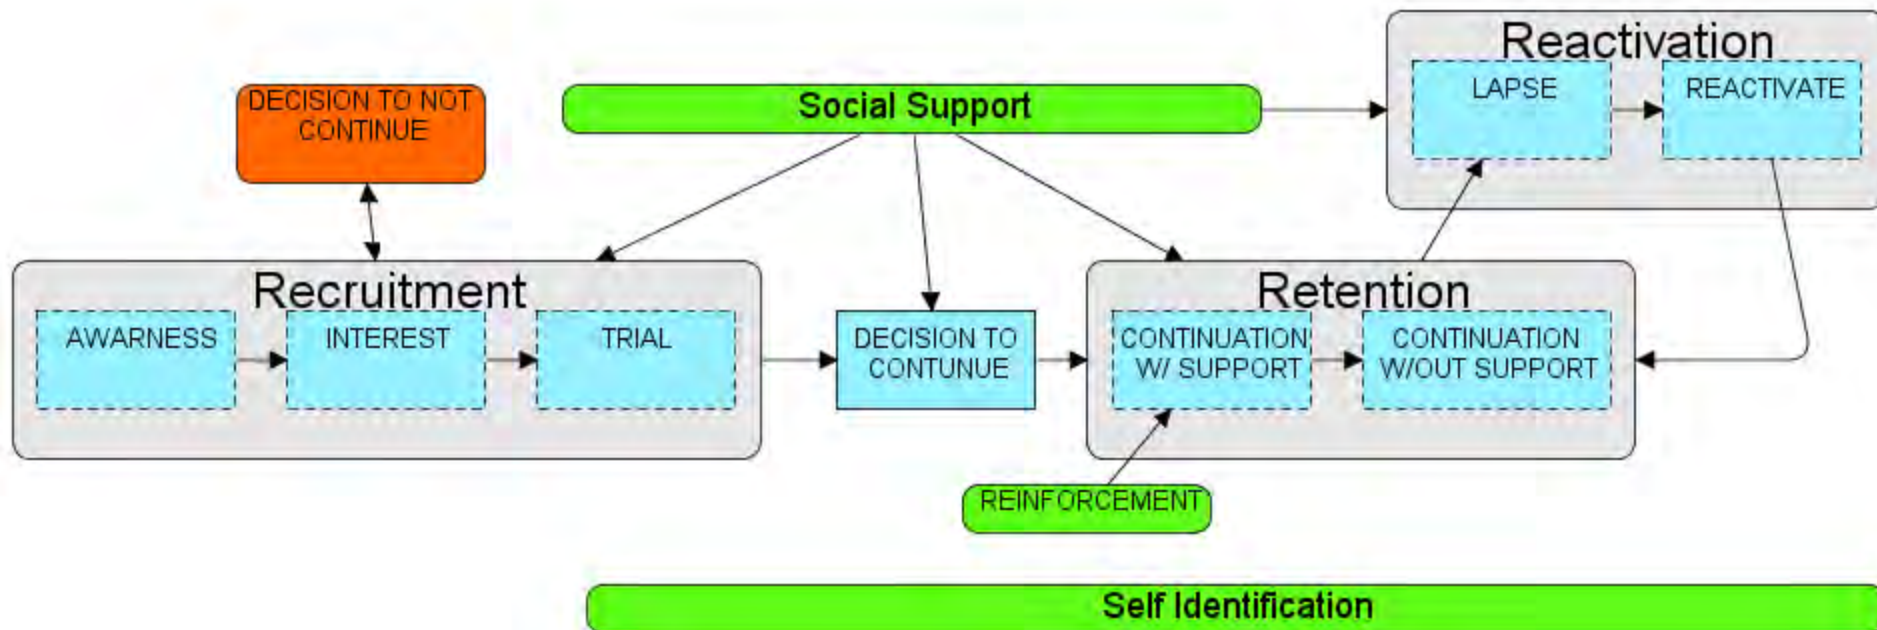 Reactivation
LAPSE
REACTIVATE
DECISION TO NOT
CONTINUE
Social Support
Recruitment
AWARNESS
INTEREST
TRIAL
DECISION TO
CONTUNUE
Retention
CONTINUATION
W/ SUPPORT
CONTINUATION
W/OUT SUPPORT
REINFORCEMENT
Self Identification